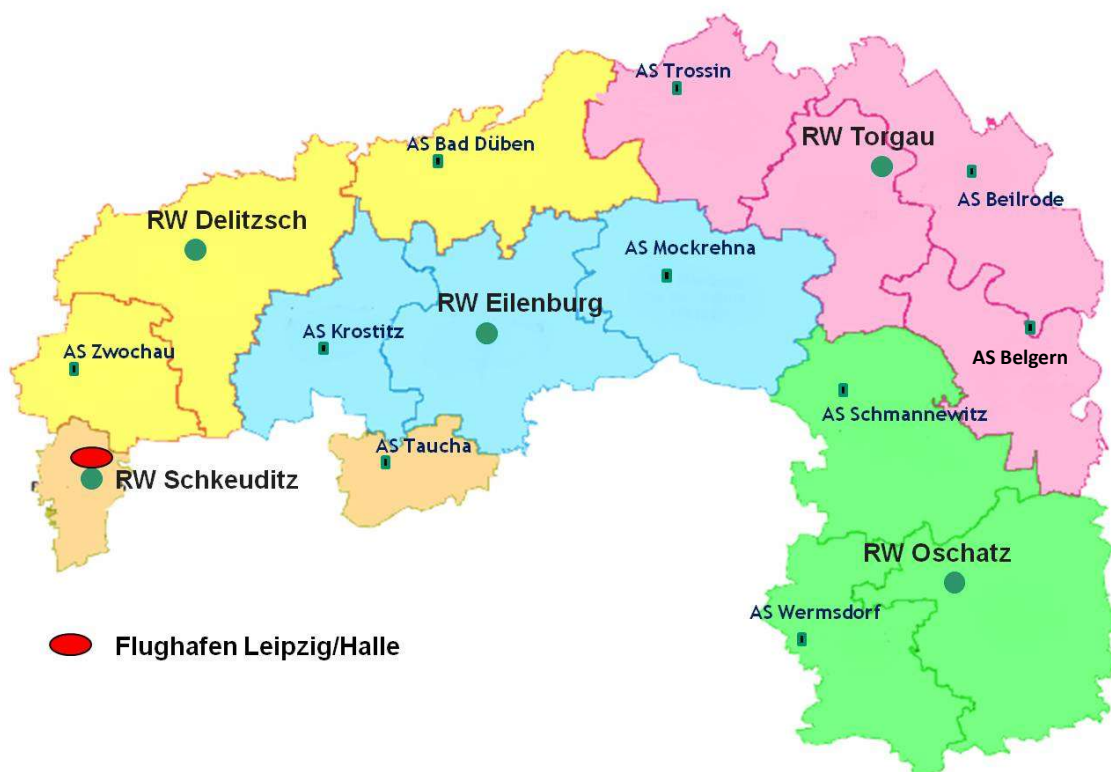 AS Trossin
RW Torgau
AS Bad Düben
AS Beilrode
RW Delitzsch
AS Mockrehna
RW Eilenburg
AS Krostitz
AS Zwochau
AS Belgern
AS Schmannewitz
AS Taucha
RW Schkeuditz
RW Oschatz
AS Wermsdorf
Flughafen Leipzig/Halle